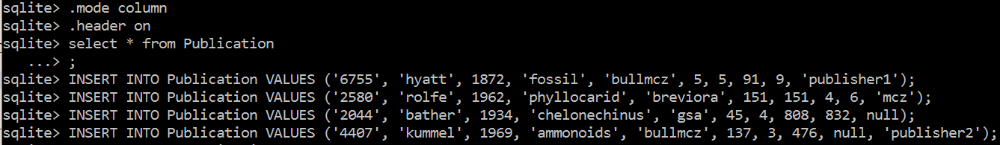 sqlite> .mode column
sqlite> .header on
sqlite> select * from Publication
   ...> ;
sqlite> INSERT INTO Publication VALUES ('6755', 'hyatt', 1872, 'fossil', 'bullmcz', 5, 5, 91, 9, 'publisher1');
sqlite> INSERT INTO Publication VALUES ('2580', 'rolfe', 1962, 'phyllocarid', 'breviora', 151, 151, 4, 6, 'mcz');
sqlite> INSERT INTO Publication VALUES ('2044', 'bather', 1934, 'chelonechinus', 'gsa', 45, 4, 808, 832, null);
sqlite> INSERT INTO Publication VALUES ('4407', 'kummel', 1969, 'ammonoids', 'bullmcz', 137, 3, 476, null, 'publisher2');